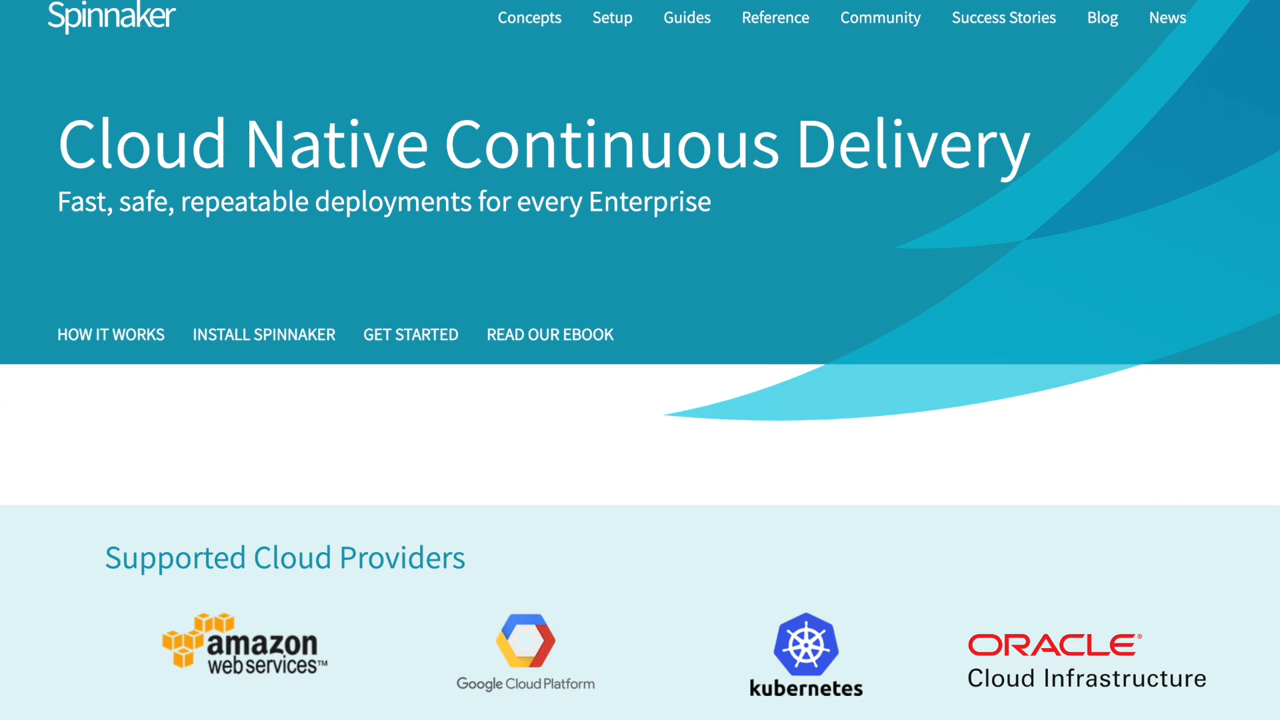 Spinnaker
Concepts Setup Guides Reference Community Success Stories Blog News
Cloud Native Continuous Delivery
Fast, safe, repeatable deployments for every Enterprise
HOW IT WORKS INSTALL SPINNAKER GET STARTED READ OUR EBOOK
Supported Cloud Providers
amazon
web services™
Google Cloud Platform
kubernetes
ORACLE®
Cloud Infrastructure